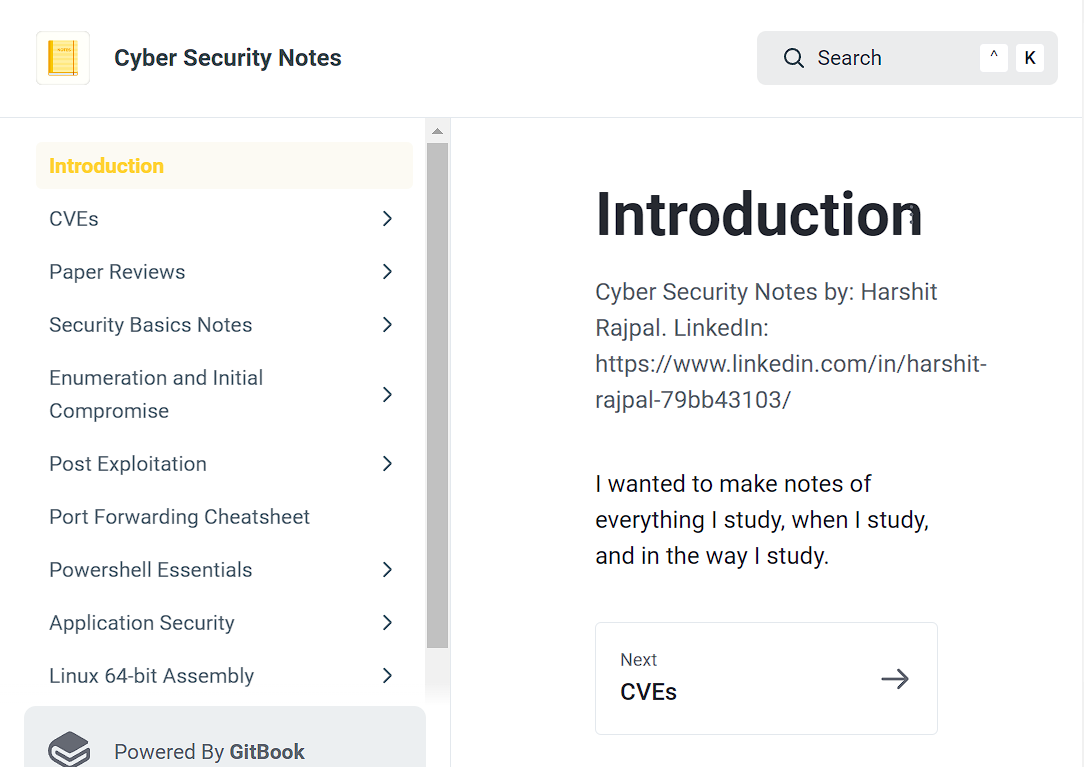 NOTES
Cyber Security Notes
Search
^ K
Introduction
CVEs
Paper Reviews
Security Basics Notes
Enumeration and Initial
Compromise
Post Exploitation
Port Forwarding Cheatsheet
Powershell Essentials
Application Security
Linux 64-bit Assembly
Powered By GitBook
Introduction
Cyber Security Notes by: Harshit
Rajpal. LinkedIn:
https://www.linkedin.com/in/harshit-
rajpal-79bb43103/
I wanted to make notes of
everything I study, when I study,
and in the way I study.
Next
CVEs